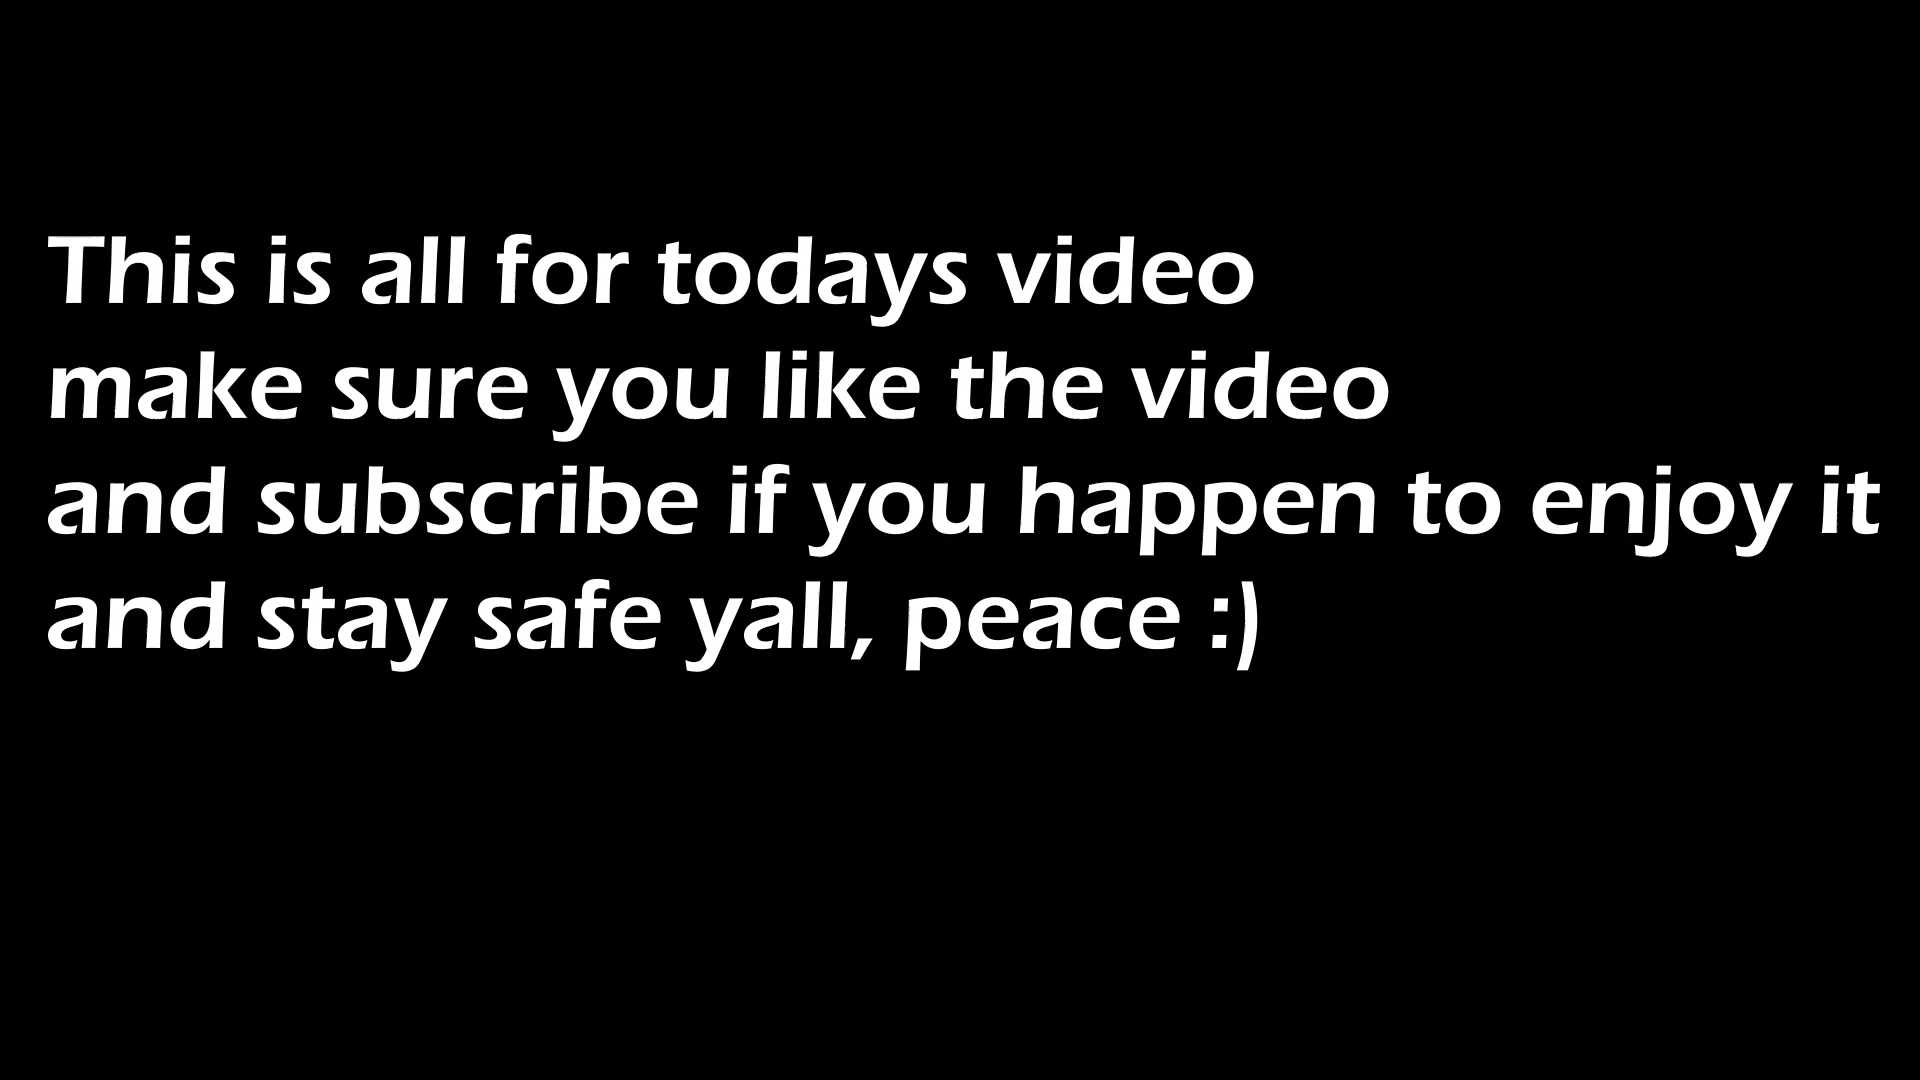 This is all for todays video
make sure you like the video
and subscribe if you happen to enjoy it
and stay safe yall, peace :)